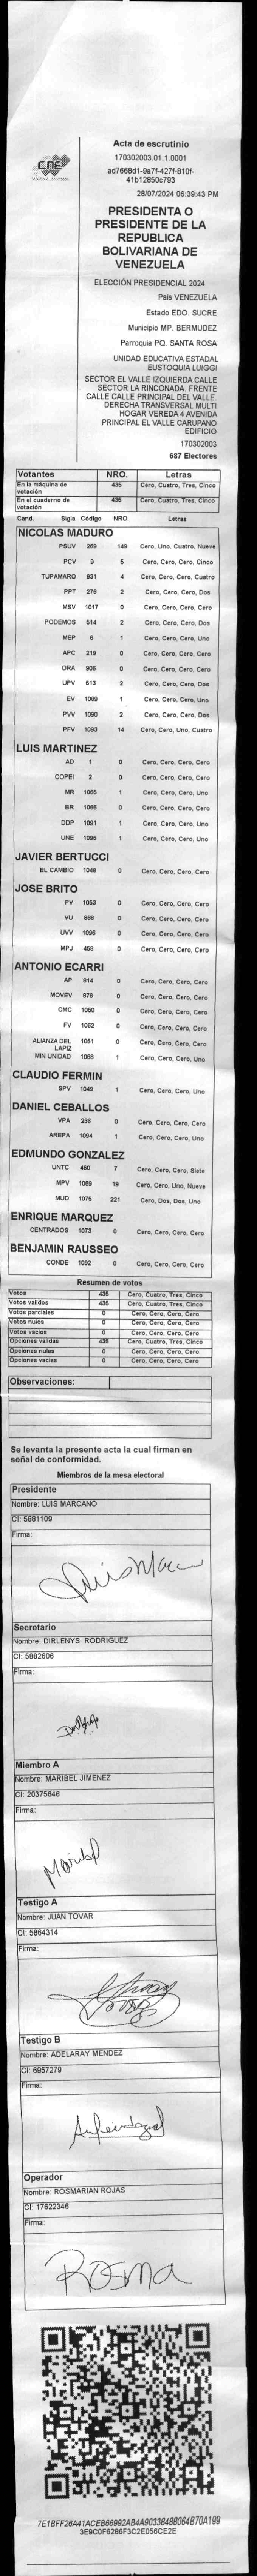 CNE
Acta de escrutinio
170302003.01.1.0001
ad7668d1-9a7f-427f-810f-
41b12850c793
28/07/2024 06:39:43 PM
PRESIDENTA O
PRESIDENTE DE LA
REPUBLICA
BOLIVARIANA DE
VENEZUELA
ELECCIÓN PRESIDENCIAL 2024
Pais VENEZUELA
Estado EDO. SUCRE
Municipio MP. BERMUDEZ
Parroquia PQ. SANTA ROSA
UNIDAD EDUCATIVA ESTADAL
EUSTOQUIA LUIGGI
SECTOR EL VALLE IZQUIERDA CALLE
SECTOR LA RINCONADA. FRENTE
CALLE CALLE PRINCIPAL DEL VALLE.
DERECHA TRANSVERSAL MULTI
HOGAR VEREDA 4 AVENIDA
PRINCIPAL EL VALLE CARUPANO
EDIFICIO
170302003
687 Electores
Votantes NRO. Letras
En la máquina de votación 435 Cero, Cuatro, Tres, Cinco
En el cuaderno de votación 435 Cero, Cuatro, Tres, Cinco
Cand. Sigla Código NRO. Letras
NICOLAS MADURO
PSUV 269 149 Cero, Uno, Cuatro, Nueve
PCV 9 5 Cero, Cero, Cero, Cinco
TUPAMARO 931 4 Cero, Cero, Cero, Cuatro
PPT 276 2 Cero, Cero, Cero, Dos
MSV 1017 0 Cero, Cero, Cero, Cero
PODEMOS 514 2 Cero, Cero, Cero, Dos
MEP 6 1 Cero, Cero, Cero, Uno
APC 219 0 Cero, Cero, Cero, Cero
ORA 906 0 Cero, Cero, Cero, Cero
UPV 513 2 Cero, Cero, Cero, Dos
EV 1089 1 Cero, Cero, Cero, Uno
PVV 1090 2 Cero, Cero, Cero, Dos
PFV 1093 14 Cero, Cero, Uno, Cuatro
LUIS MARTINEZ
AD 1 0 Cero, Cero, Cero, Cero
COPEI 2 0 Cero, Cero, Cero, Cero
MR 1065 1 Cero, Cero, Cero, Uno
BR 1066 0 Cero, Cero, Cero, Cero
DDP 1091 1 Cero, Cero, Cero, Uno
UNE 1095 1 Cero, Cero, Cero, Uno
JAVIER BERTUCCI
EL CAMBIO 1048 0 Cero, Cero, Cero, Cero
JOSE BRITO
PV 1053 0 Cero, Cero, Cero, Cero
VU 868 0 Cero, Cero, Cero, Cero
UVV 1096 0 Cero, Cero, Cero, Cero
MPJ 458 0 Cero, Cero, Cero, Cero
ANTONIO ECARRI
AP 814 0 Cero, Cero, Cero, Cero
MOVEV 878 0 Cero, Cero, Cero, Cero
CMC 1050 0 Cero, Cero, Cero, Cero
FV 1062 0 Cero, Cero, Cero, Cero
ALIANZA DEL LAPIZ 1051 0 Cero, Cero, Cero, Cero
MIN UNIDAD 1068 1 Cero, Cero, Cero, Uno
CLAUDIO FERMIN
SPV 1049 1 Cero, Cero, Cero, Uno
DANIEL CEBALLOS
VPA 236 0 Cero, Cero, Cero, Cero
AREPA 1094 1 Cero, Cero, Cero, Uno
EDMUNDO GONZALEZ
UNTC 460 7 Cero, Cero, Cero, Siete
MPV 1069 19 Cero, Cero, Uno, Nueve
MUD 1075 221 Cero, Dos, Dos, Uno
ENRIQUE MARQUEZ
CENTRADOS 1073 0 Cero, Cero, Cero, Cero
BENJAMIN RAUSSEO
CONDE 1092 0 Cero, Cero, Cero, Cero
Resumen de votos
Votos 435 Cero, Cuatro, Tres, Cinco
Votos validos 435 Cero, Cuatro, Tres, Cinco
Votos parciales 0 Cero, Cero, Cero, Cero
Votos nulos 0 Cero, Cero, Cero, Cero
Votos vacios 0 Cero, Cero, Cero, Cero
Opciones validas 435 Cero, Cuatro, Tres, Cinco
Opciones nulas 0 Cero, Cero, Cero, Cero
Opciones vacias 0 Cero, Cero, Cero, Cero
Observaciones:
Se levanta la presente acta la cual firman en
señal de conformidad.
Miembros de la mesa electoral
Presidente
Nombre: LUIS MARCANO
CI: 5881109
Firma:
Luis Marc
Secretario
Nombre: DIRLENYS RODRIGUEZ
CI: 5882606
Firma:
Miembro A
Nombre: MARIBEL JIMENEZ
CI: 20375646
Firma:
Maribel
Testigo A
Nombre: JUAN TOVAR
CI: 5864314
Firma:
Testigo B
Nombre: ADELARAY MENDEZ
CI: 6957279
Firma:
Operador
Nombre: ROSMARIAN ROJAS
CI: 17622346
Firma:
Rosma
7E1BFF26A41ACEB66992AB4A90338488064B70A199
3E9C0F6286F3C2E056CE2E